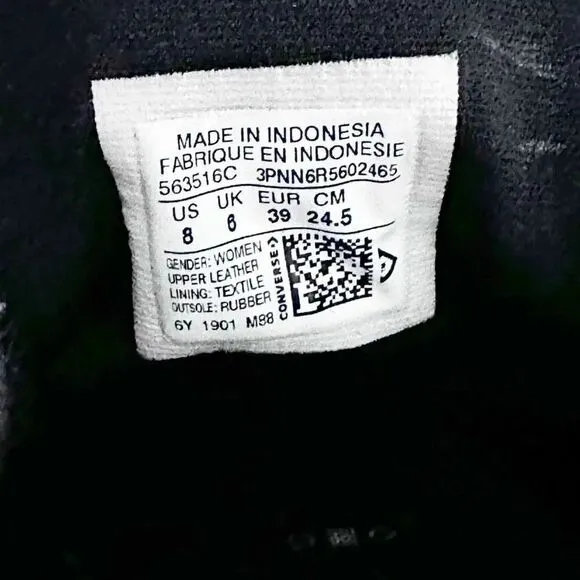 MADE IN INDONESIA
FABRIQUE EN INDONESIE
563516C 3PNN6R5602465
US UK EUR CM
8 6 39 24.5
GENDER: WOMEN
UPPER LEATHER
LINING: TEXTILE
OUTSOLE: RUBBER
6Y 1901 M88
CONVERSE